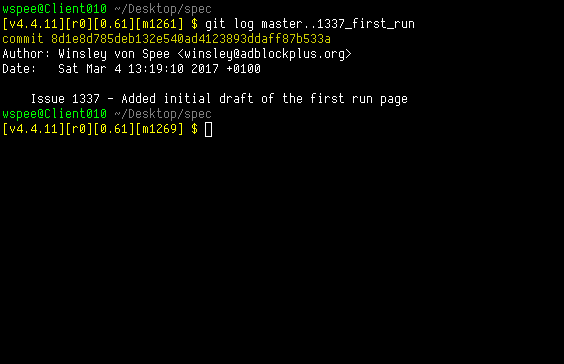 wspee@Client010 ~/Desktop/spec
[v4.4.11][r0][0.61][m1261] $ git log master..1337_first_run
commit 8d1e8d785deb132e540ad4123893ddaff87b533a
Author: Winsley von Spee <winsley@adblockplus.org>
Date:   Sat Mar 4 13:19:10 2017 +0100

    Issue 1337 - Added initial draft of the first run page
wspee@Client010 ~/Desktop/spec
[v4.4.11][r0][0.61][m1269] $